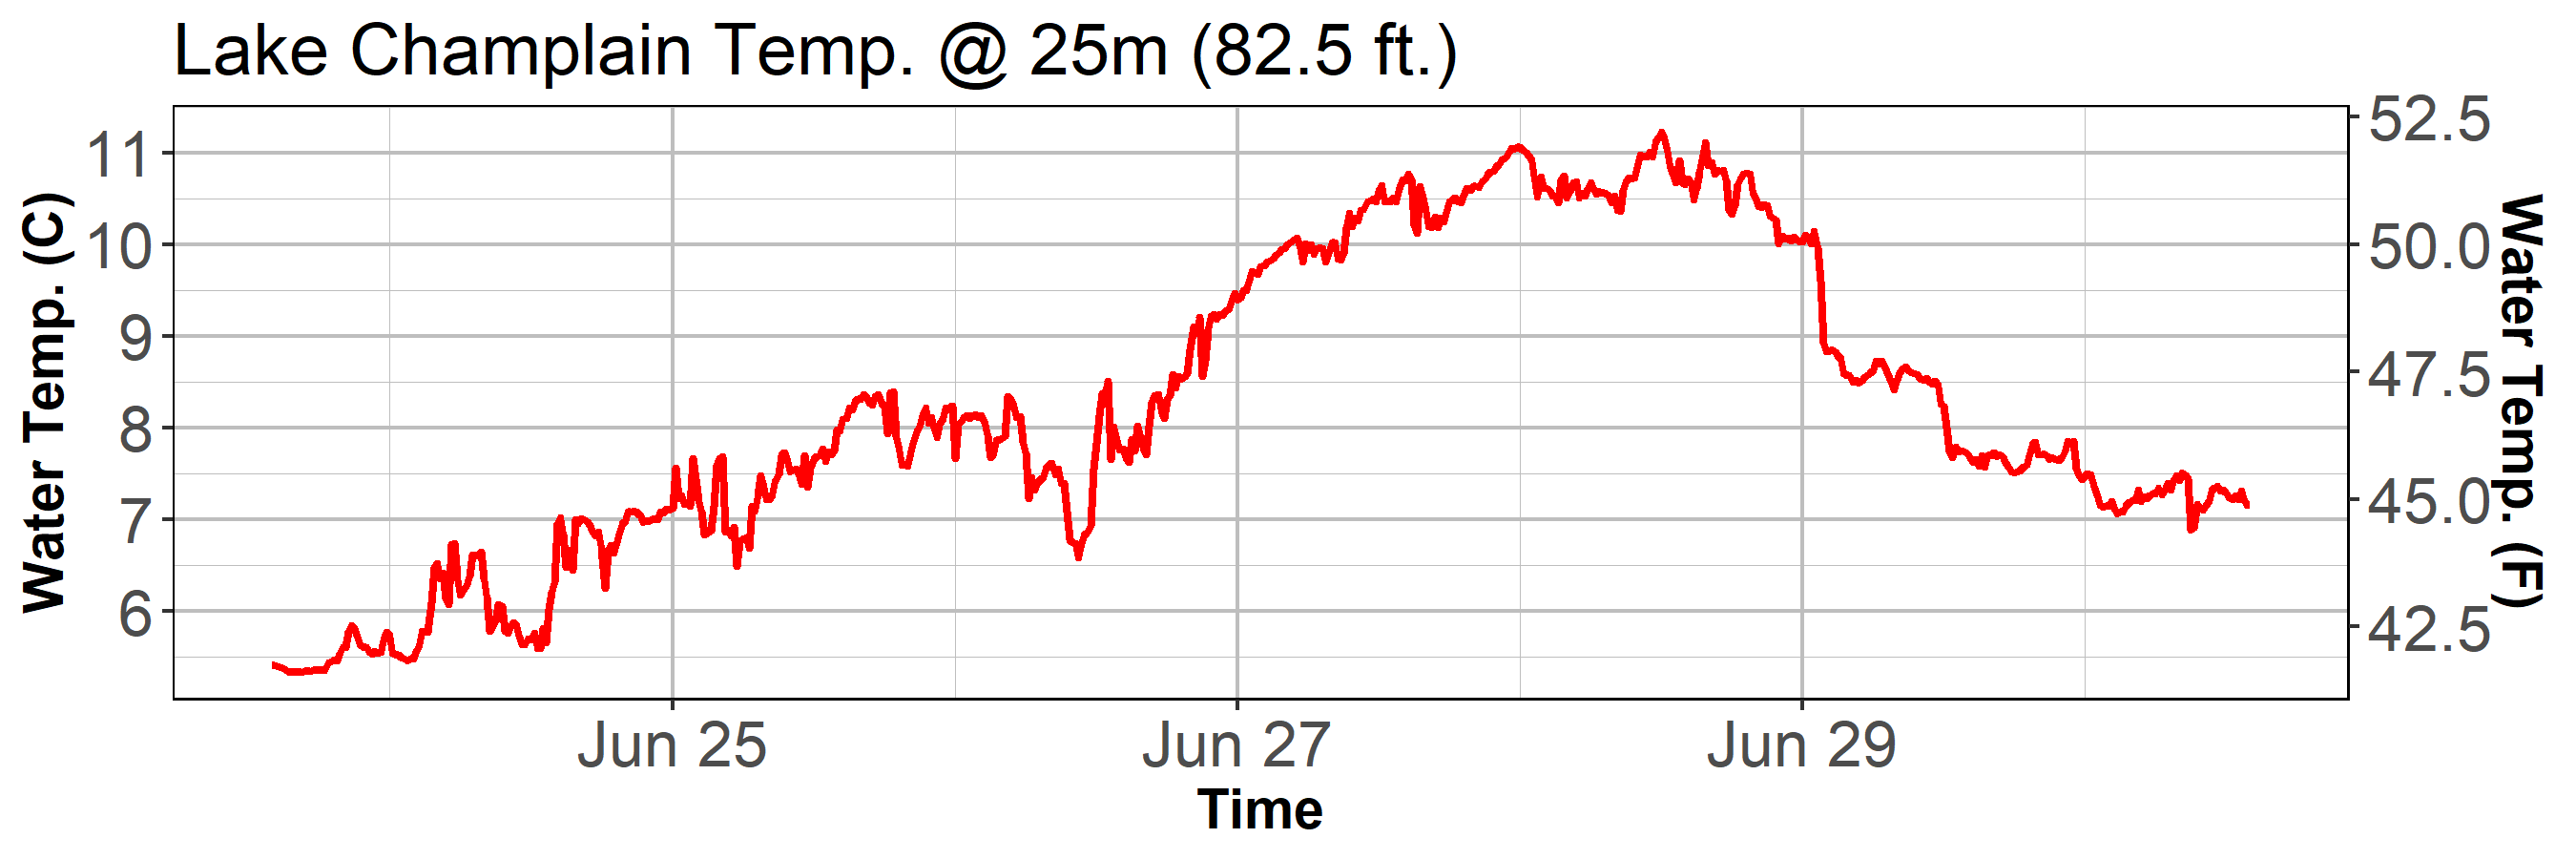 Lake Champlain Temp. @ 25m (82.5 ft.)
Water Temp. (C)
11
10
9
8
7
6
52.5
50.0
47.5
45.0
42.5
Water Temp. (F)
Jun 25 Jun 27 Jun 29
Time